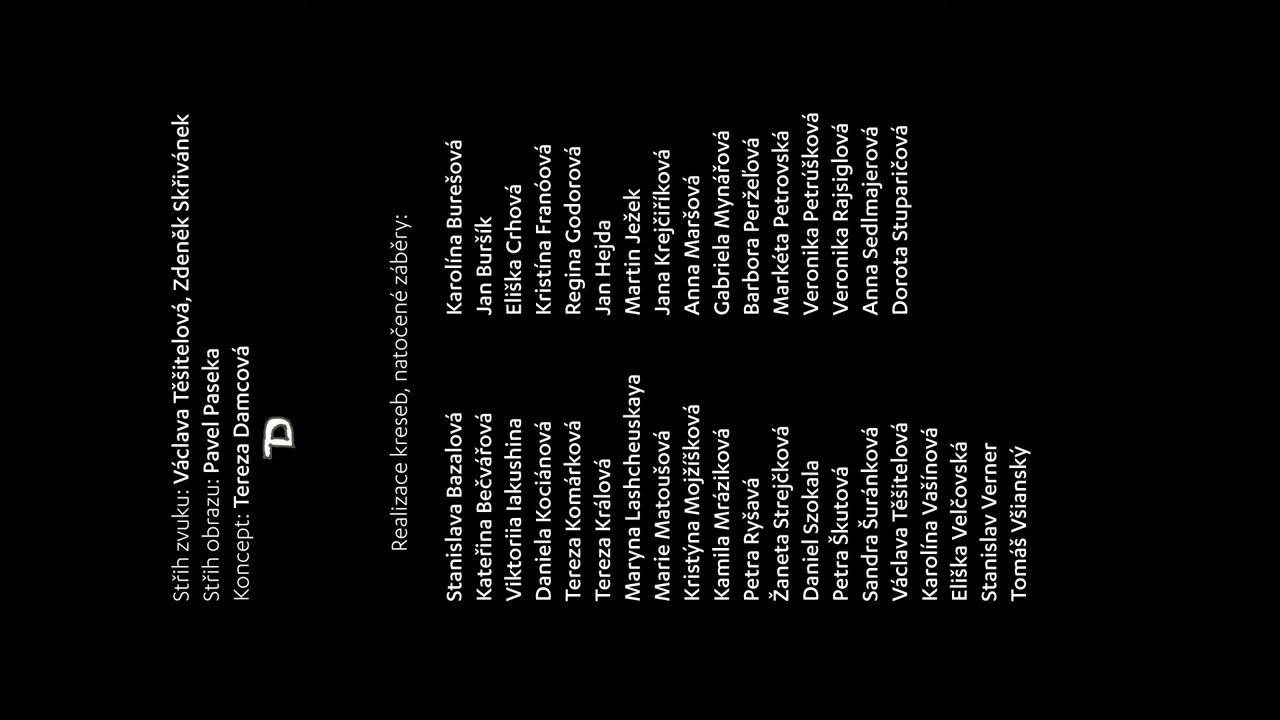 Střih zvuku: Václava Těšitelová, Zdeněk Skřivánek
Střih obrazu: Pavel Paseka
Koncept: Tereza Damcová
D
Realizace kreseb, natočené záběry:
Stanislava Bazalová
Kateřina Bečvářová
Viktoriia Iakushina
Daniela Kociánová
Tereza Komárková
Tereza Králová
Maryna Lashcheuskaya
Marie Matoušová
Kristýna Mojžíšková
Kamila Mráziková
Petra Ryšavá
Žaneta Strejčková
Daniel Szokala
Petra Škutová
Sandra Šuránková
Václava Těšitelová
Karolína Vašínová
Eliška Velčovská
Stanislav Verner
Tomáš Všianský
Karolína Burešová
Jan Buršík
Eliška Crhová
Kristína Franóová
Regina Godorová
Jan Hejda
Martin Ježek
Jana Krejčiříková
Anna Maršová
Gabriela Mynářová
Barbora Perželová
Markéta Petrovská
Veronika Petrúšková
Veronika Rajsiglová
Anna Sedlmajerová
Dorota Stuparičová